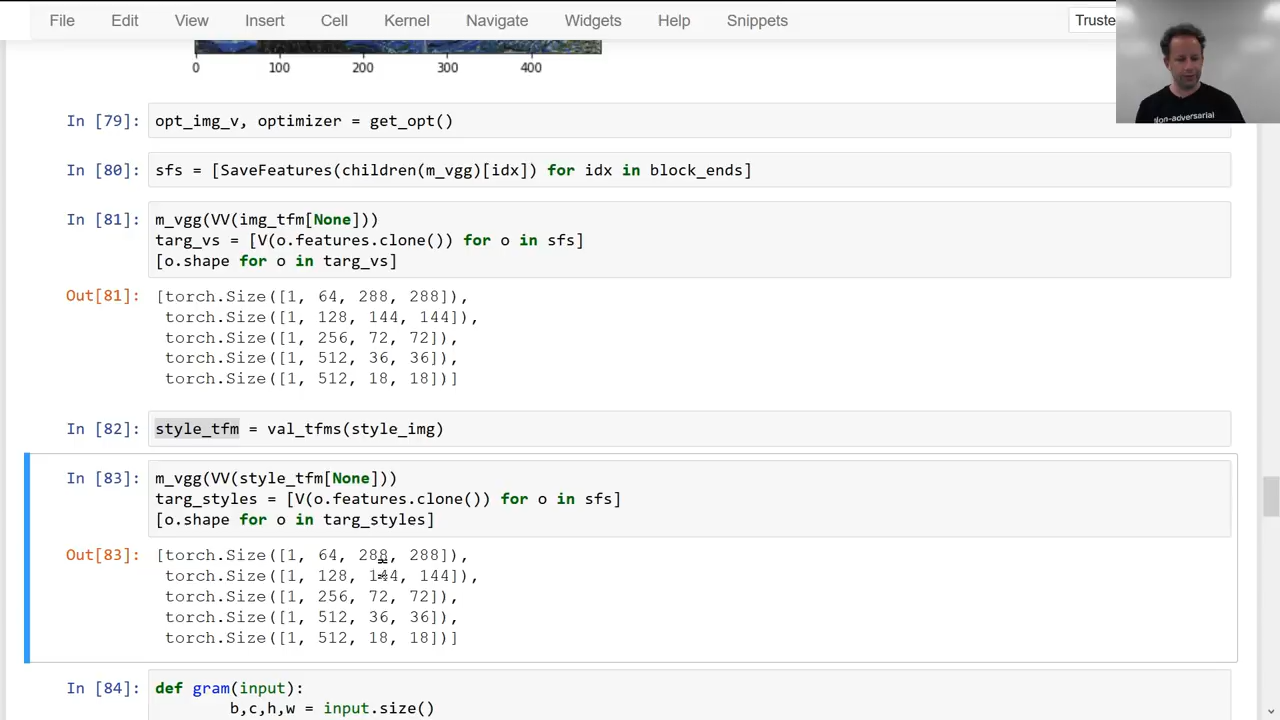 File Edit View Insert Cell Kernel Navigate Widgets Help Snippets Truste
0 100 200 300 400
In [79]: opt_img_v, optimizer = get_opt()
In [80]: sfs = [SaveFeatures(children(m_vgg)[idx]) for idx in block_ends]
In [81]: m_vgg(VV(img_tfm[None]))
targ_vs = [V(o.features.clone()) for o in sfs]
[o.shape for o in targ_vs]
Out[81]: [torch.Size([1, 64, 288, 288]),
torch.Size([1, 128, 144, 144]),
torch.Size([1, 256, 72, 72]),
torch.Size([1, 512, 36, 36]),
torch.Size([1, 512, 18, 18])]
In [82]: style_tfm = val_tfms(style_img)
In [83]: m_vgg(VV(style_tfm[None]))
targ_styles = [V(o.features.clone()) for o in sfs]
[o.shape for o in targ_styles]
Out[83]: [torch.Size([1, 64, 288, 288]),
torch.Size([1, 128, 144, 144]),
torch.Size([1, 256, 72, 72]),
torch.Size([1, 512, 36, 36]),
torch.Size([1, 512, 18, 18])]
In [84]: def gram(input):
b,c,h,w = input.size()